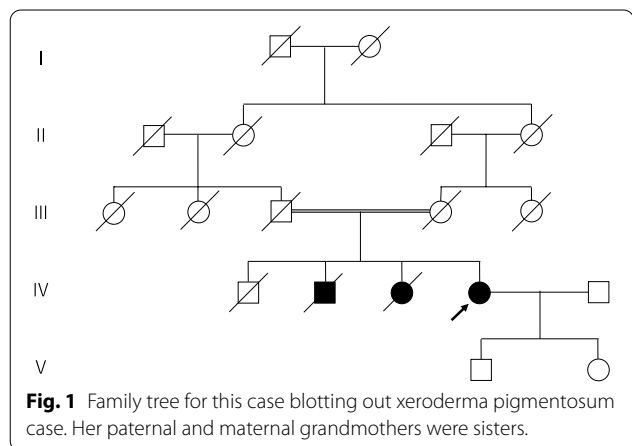 I
II
III
IV
V
Fig. 1 Family tree for this case blotting out xeroderma pigmentosum
case. Her paternal and maternal grandmothers were sisters.